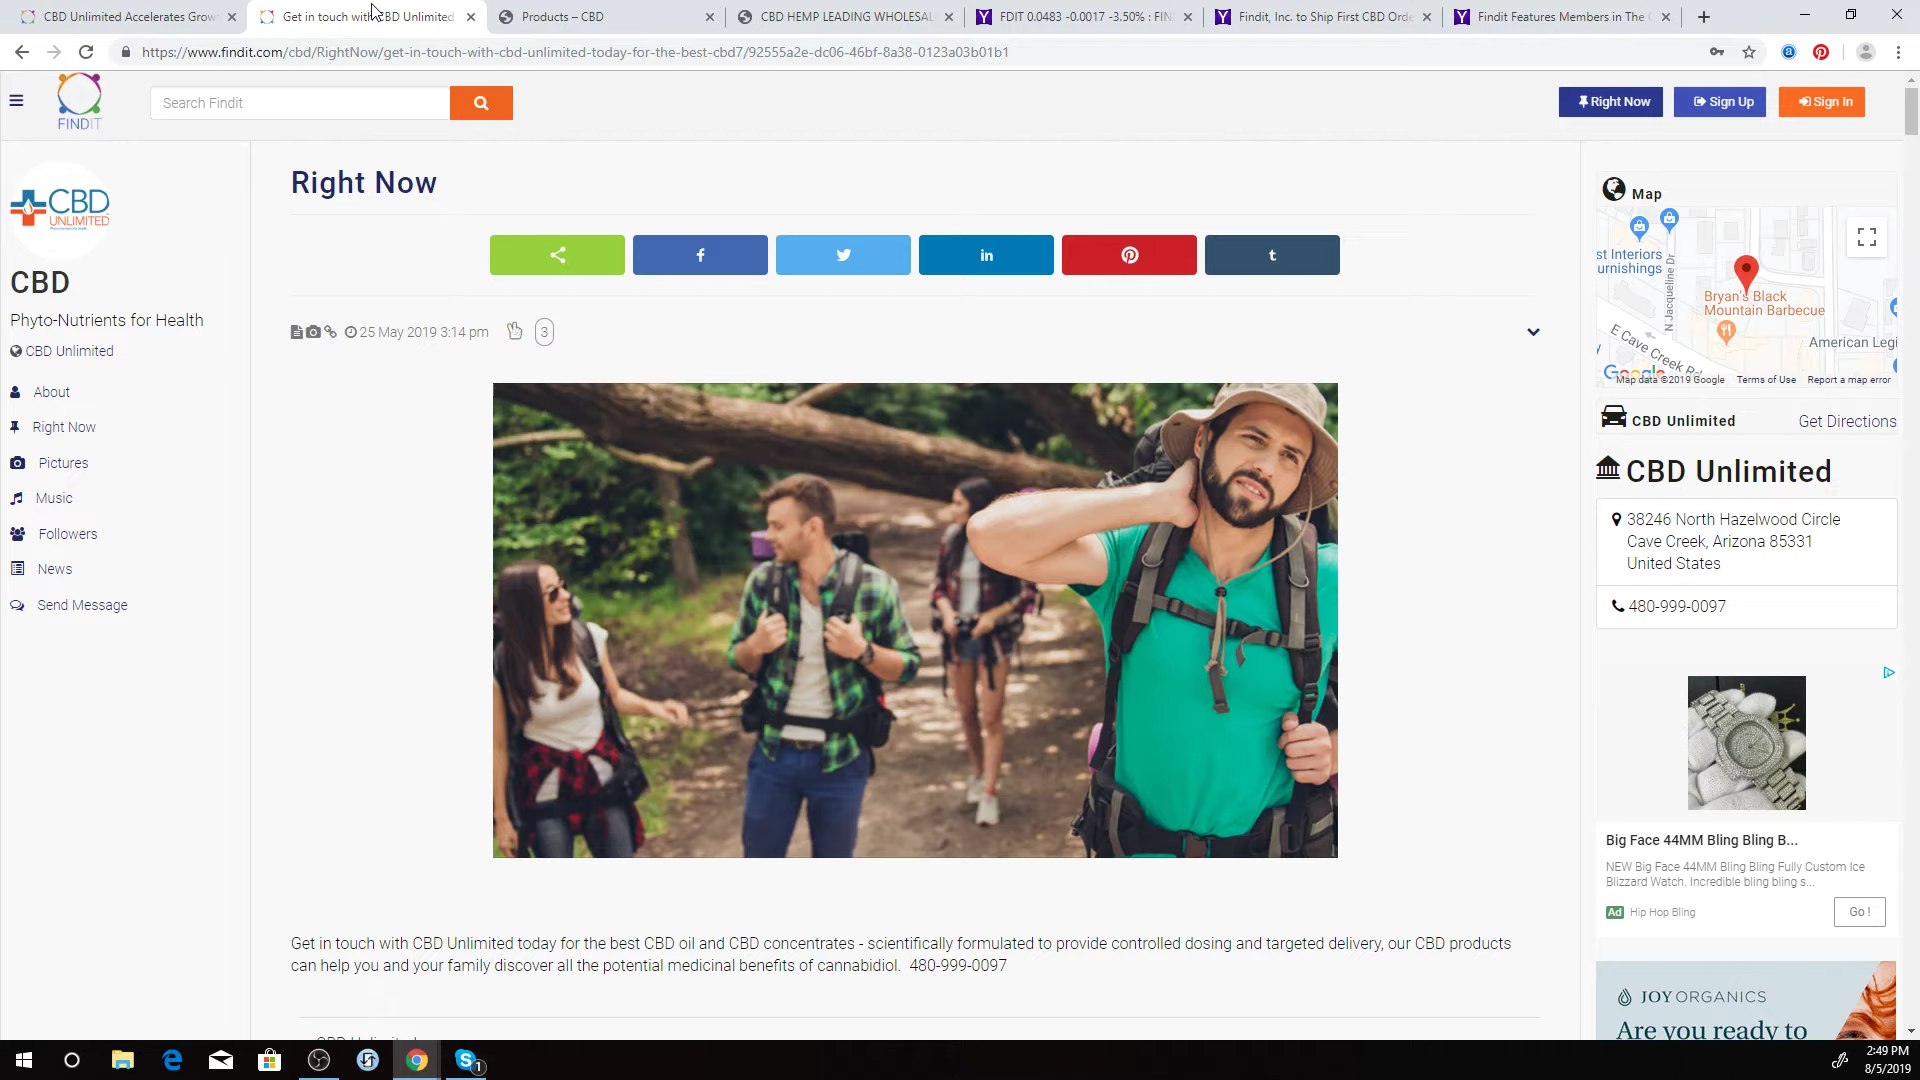 CBD Unlimited Accelerates Grow
Get in touch with CBD Unlimited
Products – CBD
CBD HEMP LEADING WHOLESAL
FDIT 0.0483 -0.0017 -3.50% : FIN
Findit, Inc. to Ship First CBD Orde
Findit Features Members in The C
https://www.findit.com/cbd/RightNow/get-in-touch-with-cbd-unlimited-today-for-the-best-cbd7/92555a2e-dc06-46bf-8a38-0123a03b01b1
FINDIT
Search Findit
Right Now
Sign Up
Sign In
CBD
UNLIMITED
CBD
Phyto-Nutrients for Health
CBD Unlimited
About
Right Now
Pictures
Music
Followers
News
Send Message
Right Now
25 May 2019 3:14 pm
3
Get in touch with CBD Unlimited today for the best CBD oil and CBD concentrates - scientifically formulated to provide controlled dosing and targeted delivery, our CBD products
can help you and your family discover all the potential medicinal benefits of cannabidiol. 480-999-0097
Map
st Interiors
urnishings
N Jacqueline Dr
Bryan's Black
Mountain Barbecue
E Cave Creek Rd
American Legi
Google
Map data ©2019 Google
Terms of Use
Report a map error
CBD Unlimited
Get Directions
CBD Unlimited
38246 North Hazelwood Circle
Cave Creek, Arizona 85331
United States
480-999-0097
Big Face 44MM Bling Bling B...
NEW Big Face 44MM Bling Bling Fully Custom Ice
Blizzard Watch. Incredible bling bling s...
Ad
Hip Hop Bling
Go !
JOY ORGANICS
Are you ready to
1
2:49 PM
8/5/2019